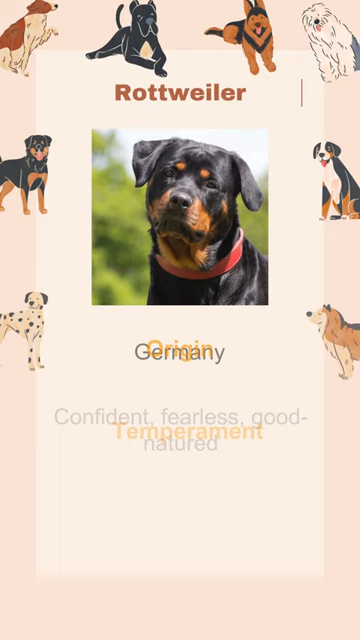 Rottweiler
Origin
Germany
Temperament
Confident, fearless, good-
natured